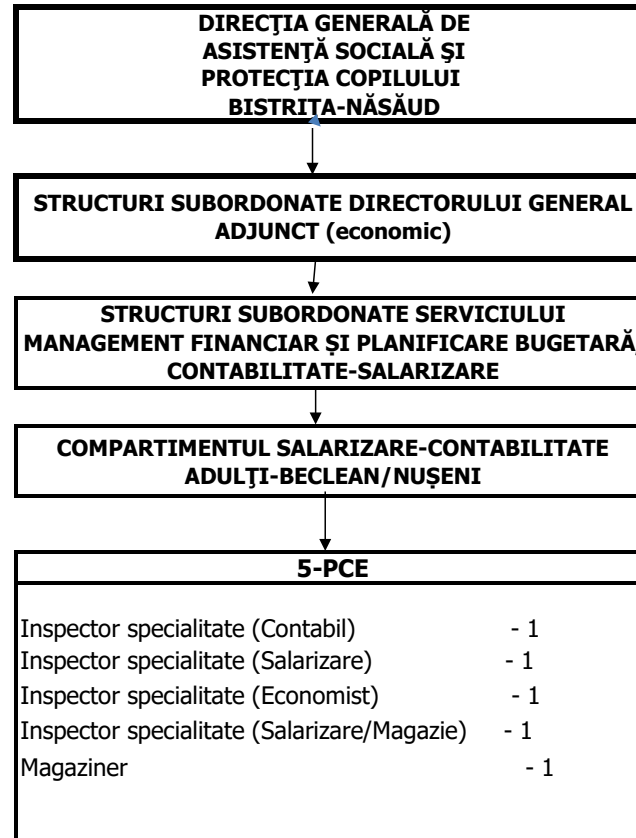 DIRECŢIA GENERALĂ DE
ASISTENŢĂ SOCIALĂ ŞI
PROTECŢIA COPILULUI
BISTRIȚA-NĂSĂUD
STRUCTURI SUBORDONATE DIRECTORULUI GENERAL
ADJUNCT (economic)
STRUCTURI SUBORDONATE SERVICIULUI
MANAGEMENT FINANCIAR ȘI PLANIFICARE BUGETARĂ,
CONTABILITATE-SALARIZARE
COMPARTIMENTUL SALARIZARE-CONTABILITATE
ADULŢI-BECLEAN/NUȘENI
5-PCE
Inspector specialitate (Contabil) - 1
Inspector specialitate (Salarizare) - 1
Inspector specialitate (Economist) - 1
Inspector specialitate (Salarizare/Magazie) - 1
Magaziner - 1